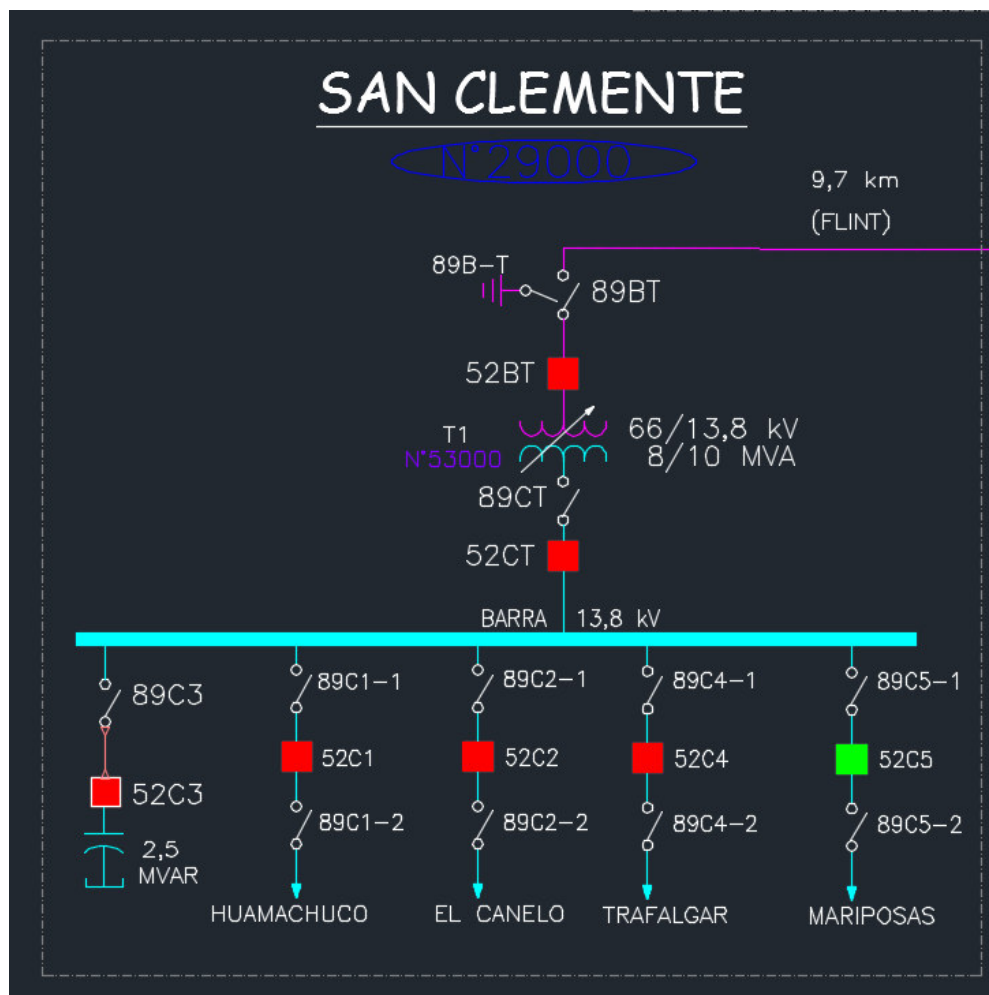 SAN CLEMENTE
N°29000
9,7 km
(FLINT)
89B-T
89BT
52BT
T1
N°53000
66/13,8 kV
8/10 MVA
89CT
52CT
BARRA 13,8 kV
89C3
89C1-1
89C2-1
89C4-1
89C5-1
52C3
52C1
52C2
52C4
52C5
89C1-2
89C2-2
89C4-2
89C5-2
2,5
MVAR
HUAMACHUCO
EL CANELO
TRAFALGAR
MARIPOSAS